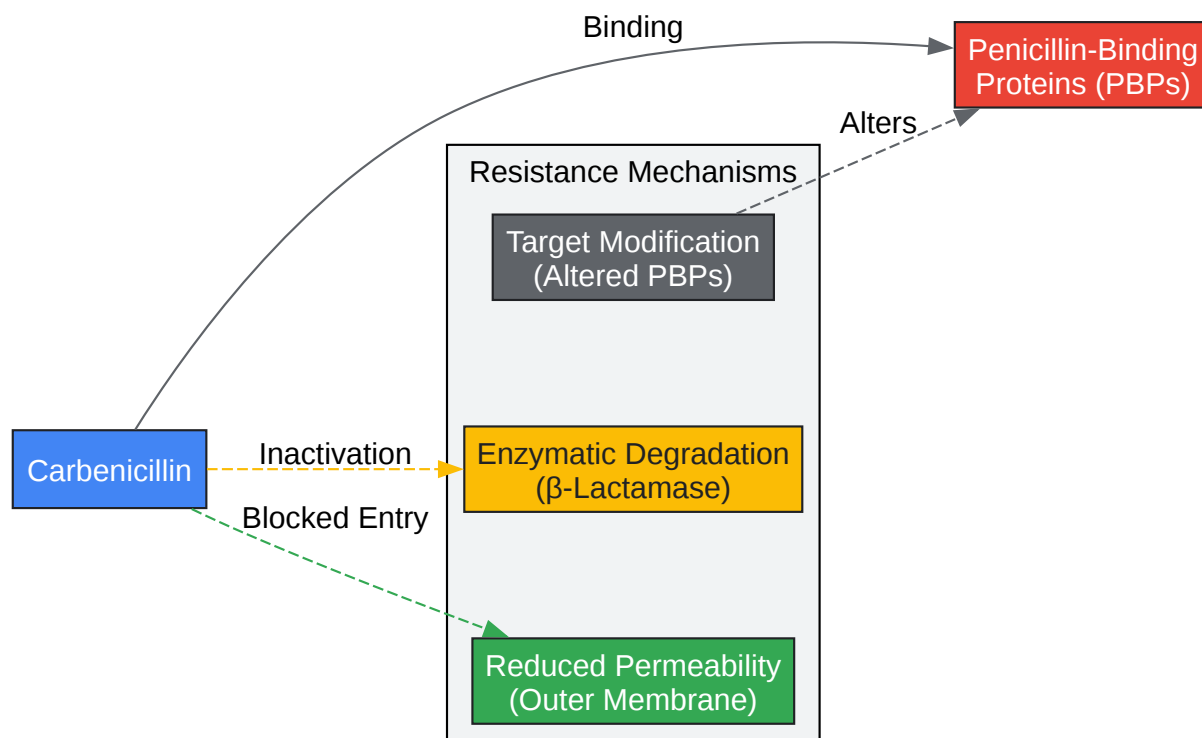 Binding
Penicillin-Binding
Proteins (PBPs)
Alters
Resistance Mechanisms
Target Modification
(Altered PBPs)
Carbenicillin
Inactivation
Enzymatic Degradation
(β-Lactamase)
Blocked Entry
Reduced Permeability
(Outer Membrane)